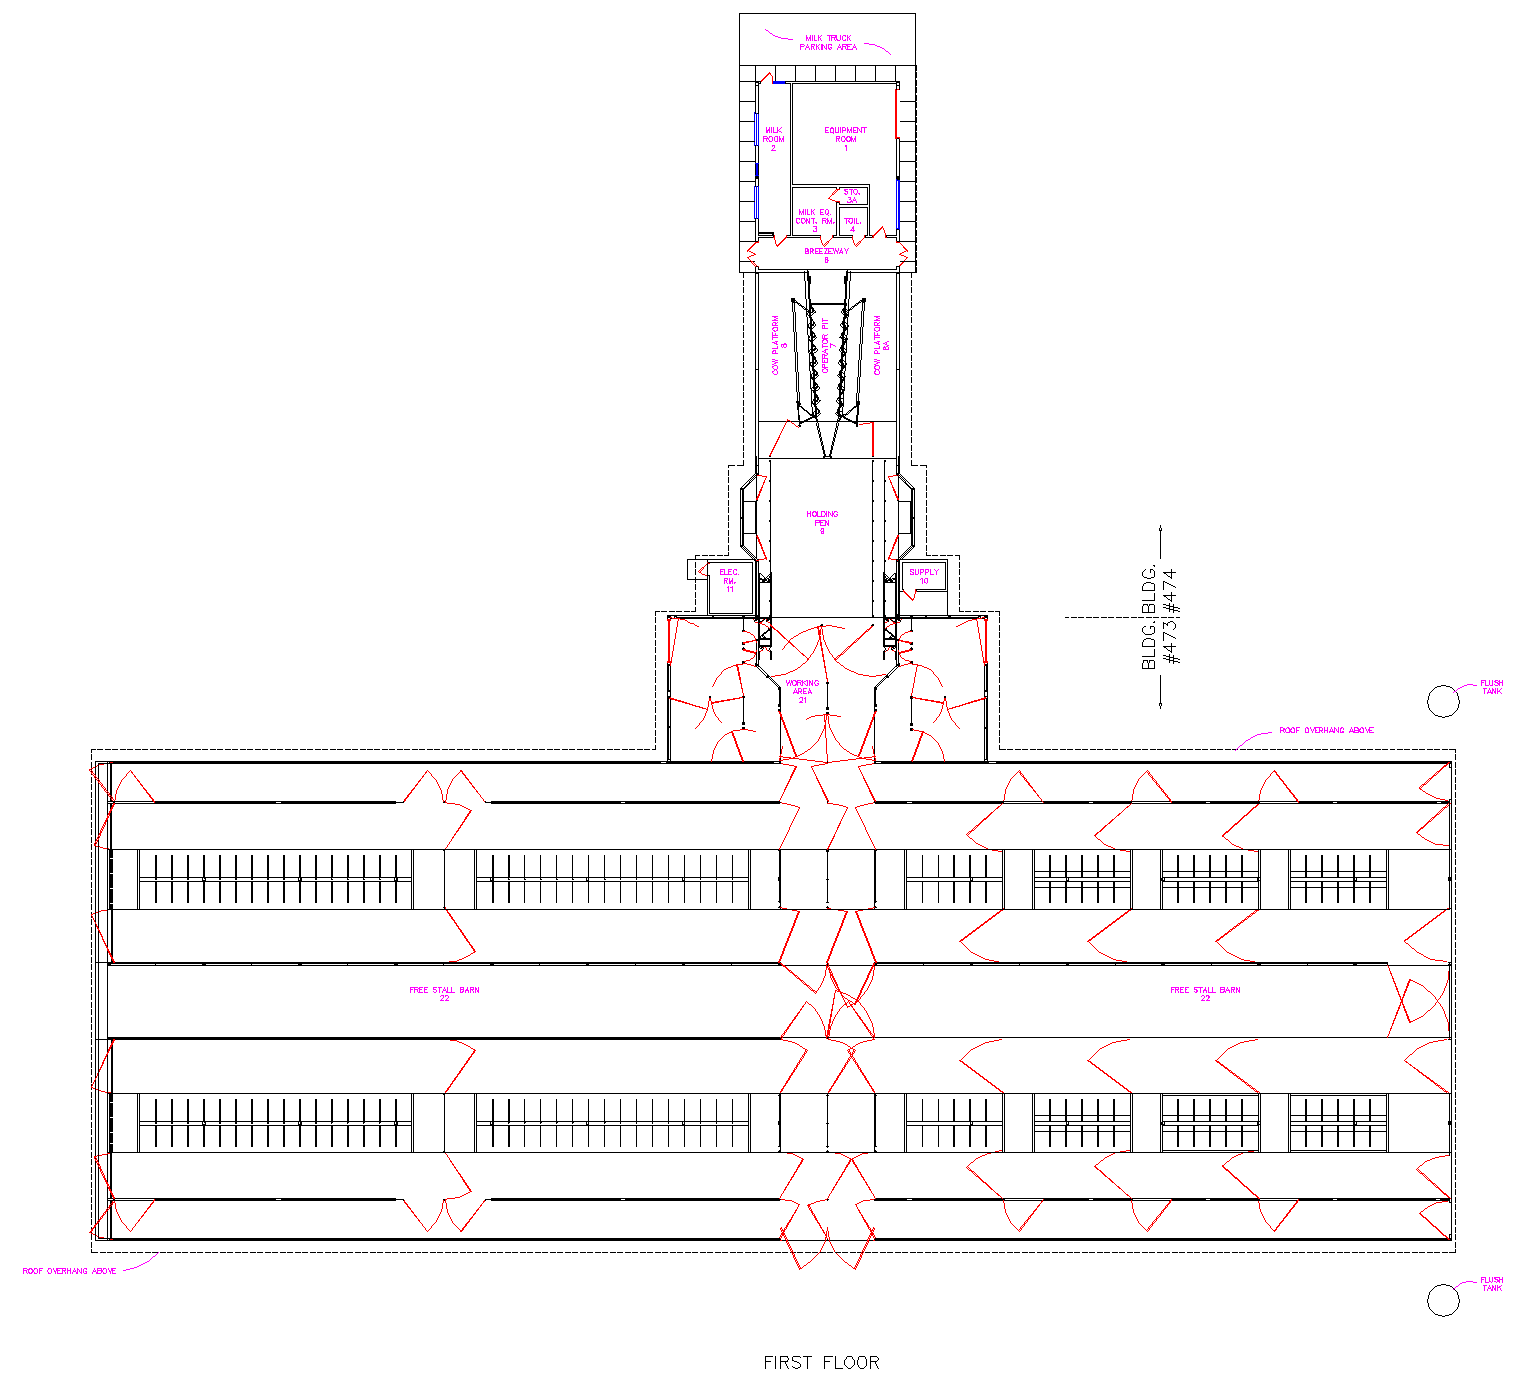 MILK TRUCK
PARKING AREA
MILK
ROOM
2
EQUIPMENT
ROOM
1
STO.
3A
MILK EQ.
CONT. RM.
3
TOIL.
4
BREEZEWAY
6
COW PLATFORM
8
OPERATOR PIT
7
COW PLATFORM
8A
HOLDING
PEN
9
ELEC.
RM.
11
SUPPLY
10
BLDG.
#474
BLDG.
#473
WORKING
AREA
21
FLUSH
TANK
ROOF OVERHANG ABOVE
FREE STALL BARN
22
FREE STALL BARN
22
ROOF OVERHANG ABOVE
FLUSH
TANK
FIRST FLOOR